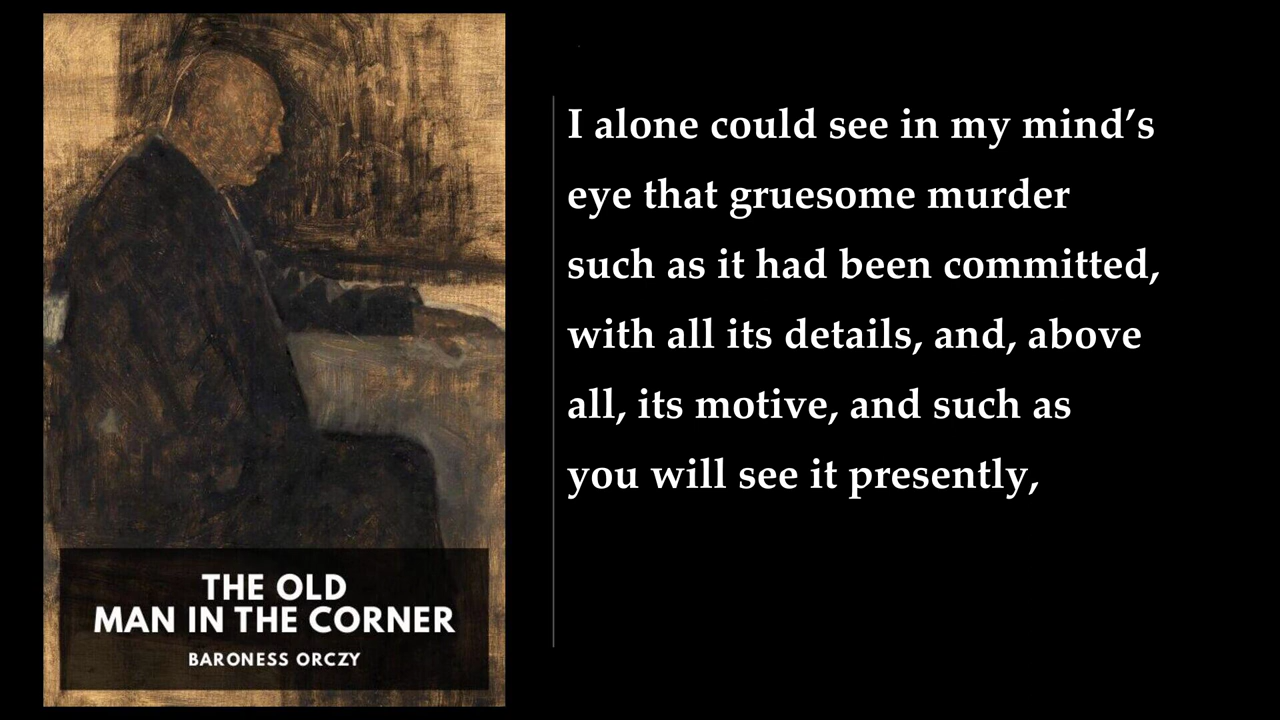 I alone could see in my mind’s
eye that gruesome murder
such as it had been committed,
with all its details, and, above
all, its motive, and such as
you will see it presently,
THE OLD
MAN IN THE CORNER
BARONESS ORCZY